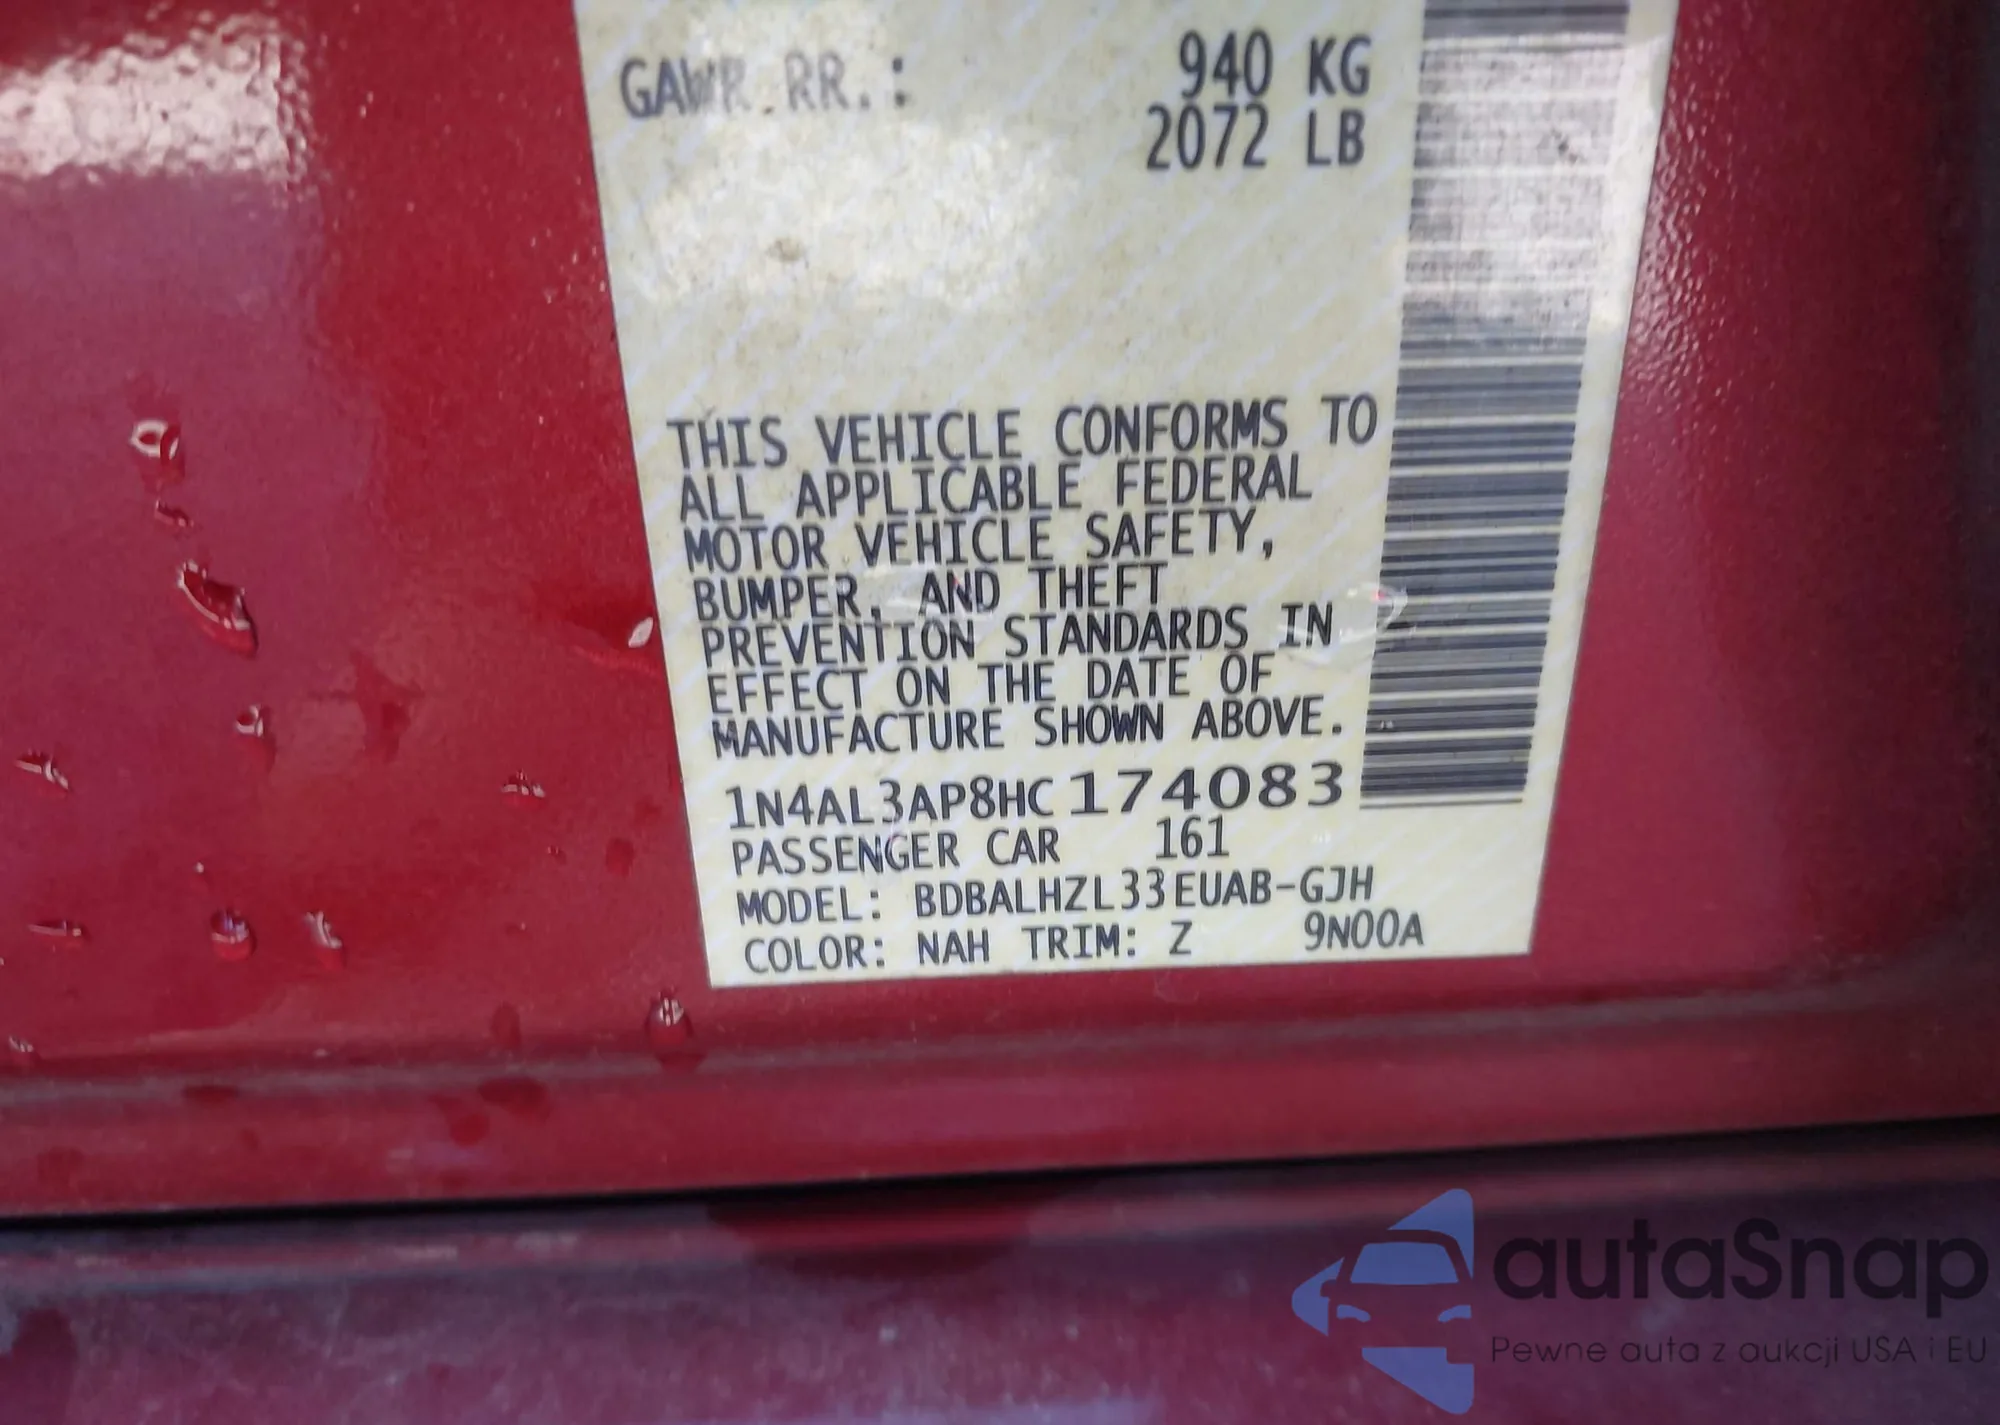 GAWR RR.: 940 KG
2072 LB
THIS VEHICLE CONFORMS TO
ALL APPLICABLE FEDERAL
MOTOR VEHICLE SAFETY,
BUMPER, AND THEFT
PREVENTION STANDARDS IN
EFFECT ON THE DATE OF
MANUFACTURE SHOWN ABOVE.
1N4AL3AP8HC174083
PASSENGER CAR 161
MODEL: BDBALHZL33EUAB-GJH
COLOR: NAH TRIM: Z 9N00A
autaSnap
Pewne auta z aukcji USA i EU